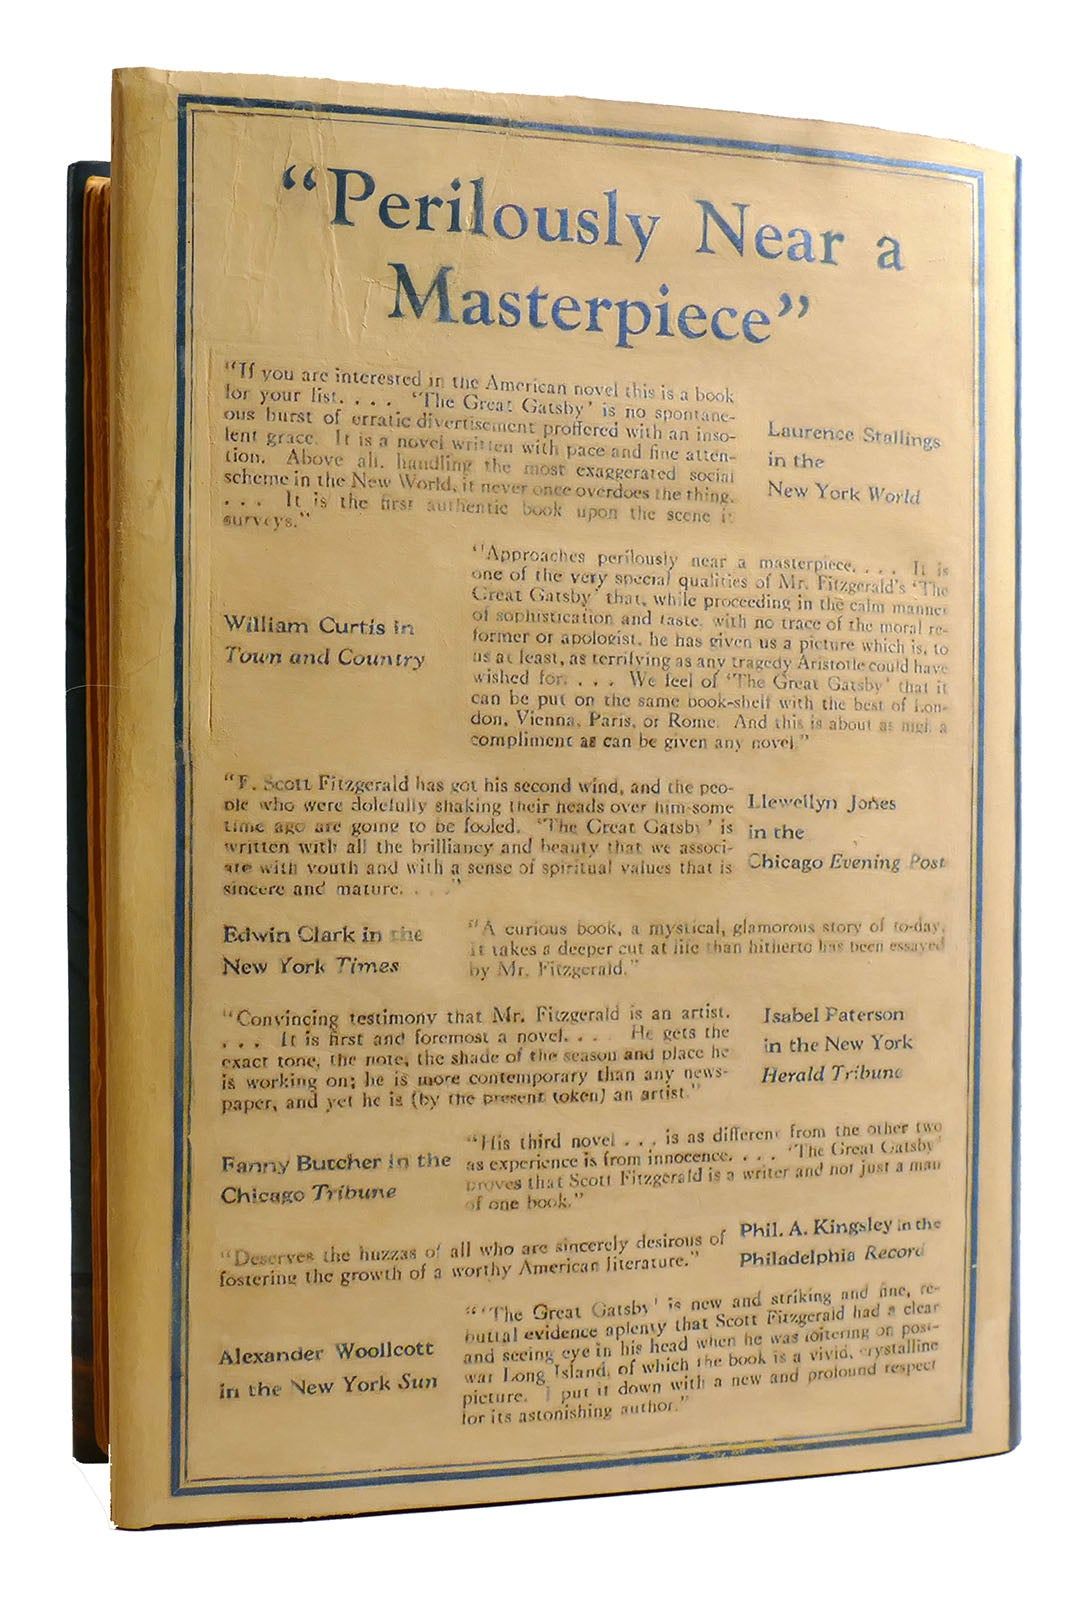 “Perilously Near a
Masterpiece”
“If you are interested in the American novel this is a book
for your list. . . . ‘The Great Gatsby’ is no spontane-
ous burst of erratic divertisement proffered with an inso-
lent grace. It is a novel written with pace and fine atten-
tion. Above all, handling the most exaggerated social
scheme in the New World, it never once overdoes the thing.
. . . It is the first authentic book upon the scene it
surveys.”
Laurence Stallings
in the
New York World
William Curtis in
Town and Country
“Approaches perilously near a masterpiece. . . . It is
one of the very special qualities of Mr. Fitzgerald’s ‘The
Great Gatsby’ that, while proceeding in the calm manner
of sophistication and taste, with no trace of the moral re-
former or apologist, he has given us a picture which is, to
us at least, as terrifying as any tragedy Aristotle could have
wished for. . . . We feel of ‘The Great Gatsby’ that it
can be put on the same book-shelf with the best of Lon-
don, Vienna, Paris, or Rome. And this is about as high a
compliment as can be given any novel.”
“F. Scott Fitzgerald has got his second wind, and the peo-
ple who were dolefully shaking their heads over him some
time ago are going to be fooled. ‘The Great Gatsby’ is
written with all the brilliancy and beauty that we associ-
ate with youth and with a sense of spiritual values that is
sincere and mature. . . .”
Llewellyn Jones
in the
Chicago Evening Post
Edwin Clark in the
New York Times
“A curious book, a mystical, glamorous story of to-day.
It takes a deeper cut at life than hitherto has been essayed
by Mr. Fitzgerald.”
“Convincing testimony that Mr. Fitzgerald is an artist.
. . . It is first and foremost a novel. . . . He gets the
exact tone, the note, the shade of the season and place he
is working on; he is more contemporary than any news-
paper, and yet he is (by the present token) an artist.”
Isabel Paterson
in the New York
Herald Tribune
Fanny Butcher in the
Chicago Tribune
“His third novel . . . is as different from the other two
as experience is from innocence. . . . ‘The Great Gatsby’
proves that Scott Fitzgerald is a writer and not just a man
of one book.”
“Deserves the huzzas of all who are sincerely desirous of
fostering the growth of a worthy American literature.”
Phil. A. Kingsley in the
Philadelphia Record
Alexander Woollcott
in the New York Sun
“‘The Great Gatsby’ is new and striking and fine, re-
buttal evidence aplenty that Scott Fitzgerald had a clear
and seeing eye in his head when he was loitering on post-
war Long Island, of which the book is a vivid, crystalline
picture. I put it down with a new and profound respect
for its astonishing author.”